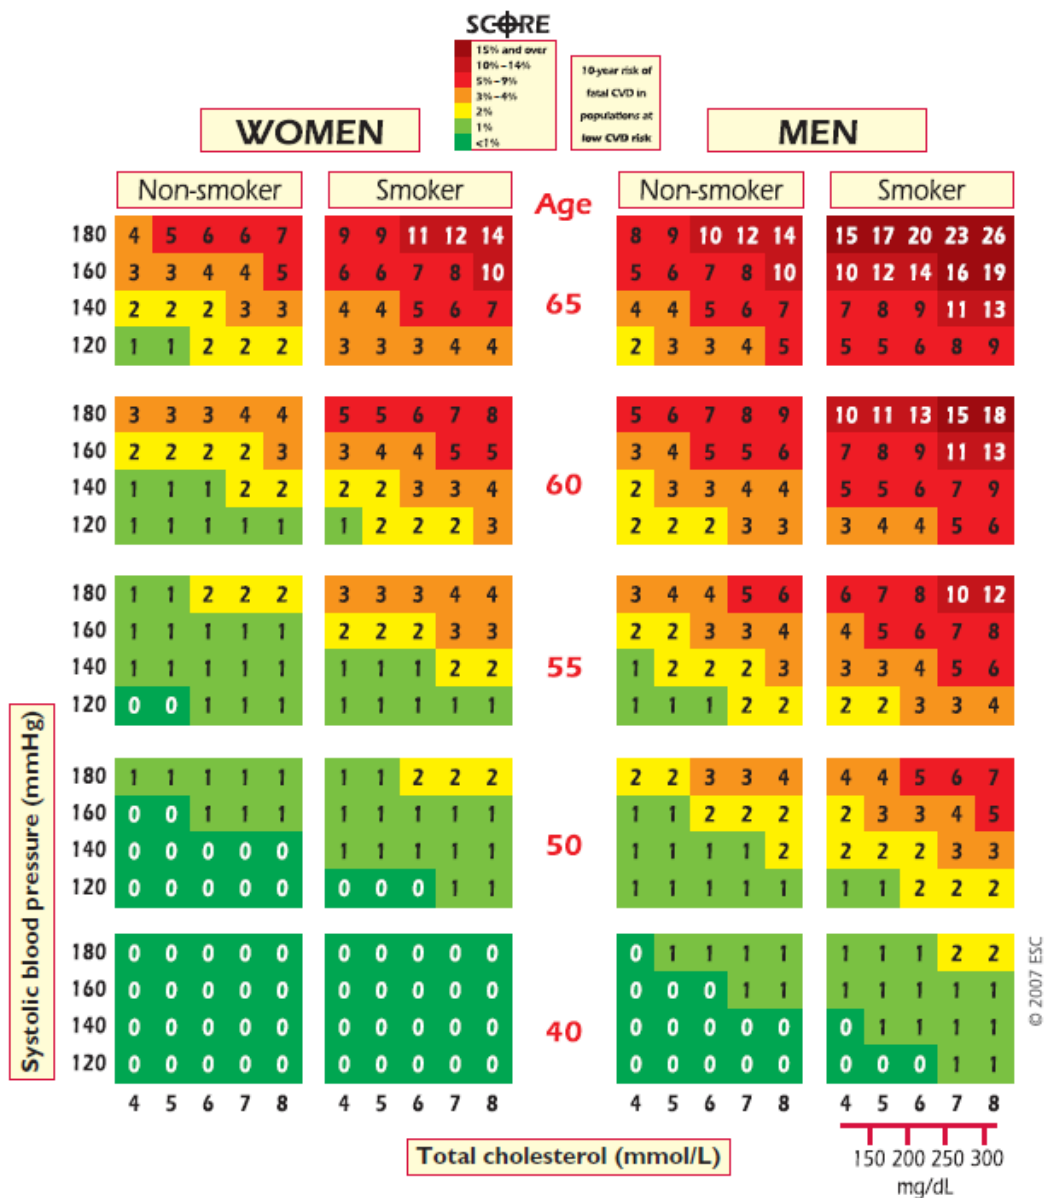 SCORE
15% and over
10%–14%
5%–9%
3%–4%
2%
1%
<1%
10-year risk of
fatal CVD in
populations at
low CVD risk
WOMEN
MEN
Non-smoker Smoker Age Non-smoker Smoker
180 4 5 6 6 7 9 9 11 12 14 8 9 10 12 14 15 17 20 23 26
160 3 3 4 4 5 6 6 7 8 10 5 6 7 8 10 10 12 14 16 19
65
140 2 2 2 3 3 4 4 5 6 7 4 4 5 6 7 7 8 9 11 13
120 1 1 2 2 2 3 3 3 4 4 2 3 3 4 5 5 5 6 8 9
180 3 3 3 4 4 5 5 6 7 8 5 6 7 8 9 10 11 13 15 18
160 2 2 2 2 3 3 4 4 5 5 3 4 5 5 6 7 8 9 11 13
60
140 1 1 1 2 2 2 2 3 3 4 2 3 3 4 4 5 5 6 7 9
120 1 1 1 1 1 1 2 2 2 3 2 2 2 3 3 3 4 4 5 6
180 1 1 2 2 2 3 3 3 4 4 3 4 4 5 6 6 7 8 10 12
160 1 1 1 1 1 2 2 2 3 3 2 2 3 3 4 4 5 6 7 8
55
140 1 1 1 1 1 1 1 1 2 2 1 2 2 2 3 3 3 4 5 6
120 0 0 1 1 1 1 1 1 1 1 1 1 1 2 2 2 2 3 3 4
180 1 1 1 1 1 1 1 2 2 2 2 2 3 3 4 4 4 5 6 7
160 0 0 1 1 1 1 1 1 1 1 1 1 2 2 2 2 3 3 4 5
50
140 0 0 0 0 0 1 1 1 1 1 1 1 1 1 2 2 2 2 3 3
120 0 0 0 0 0 0 0 0 1 1 1 1 1 1 1 1 1 2 2 2
180 0 0 0 0 0 0 0 0 0 0 0 1 1 1 1 1 1 1 2 2
160 0 0 0 0 0 0 0 0 0 0 0 0 0 1 1 1 1 1 1 1
40
140 0 0 0 0 0 0 0 0 0 0 0 0 0 0 0 0 1 1 1 1
120 0 0 0 0 0 0 0 0 0 0 0 0 0 0 0 0 0 0 1 1
4 5 6 7 8 4 5 6 7 8 4 5 6 7 8 4 5 6 7 8
Systolic blood pressure (mmHg)
Total cholesterol (mmol/L)
150 200 250 300
mg/dL
© 2007 ESC